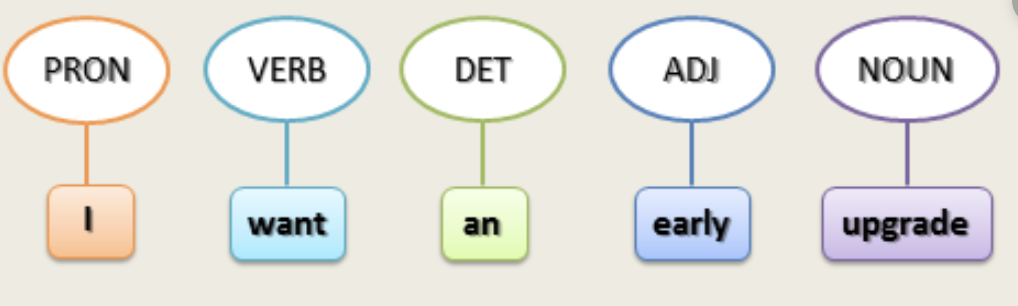 PRON VERB DET ADJ NOUN
I want an early upgrade